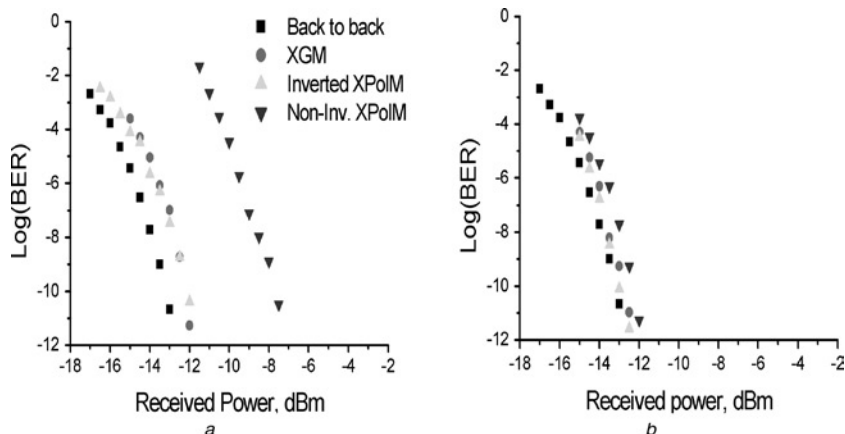 0
-2
-4
-6
-8
-10
-12
Log(BER)
-18 -16 -14 -12 -10 -8 -6 -4 -2
Received Power, dBm
a
Back to back
XGM
Inverted XPolM
Non-Inv. XPolM
0
-2
-4
-6
-8
-10
-12
Log(BER)
-18 -16 -14 -12 -10 -8 -6 -4 -2
Received power, dBm
b